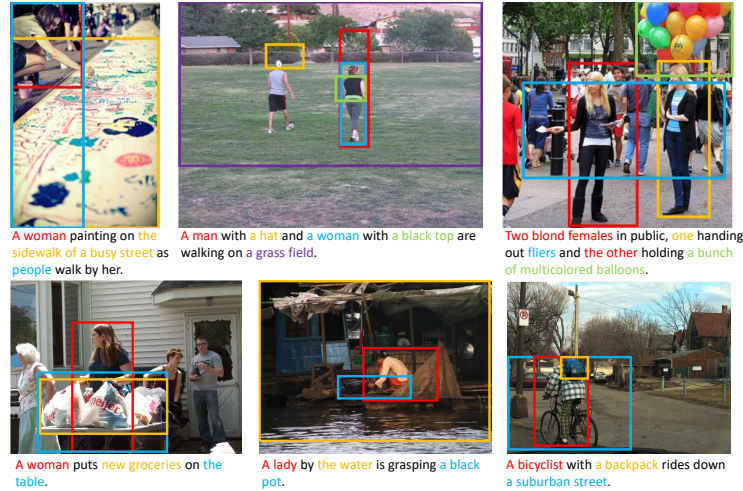 A woman painting on the
sidewalk of a busy street as
people walk by her.
A man with a hat and a woman with a black top are
walking on a grass field.
Two blond females in public, one handing
out fliers and the other holding a bunch
of multicolored balloons.
meijer
A woman puts new groceries on the
table.
A lady by the water is grasping a black
pot.
A bicyclist with a backpack rides down
a suburban street.